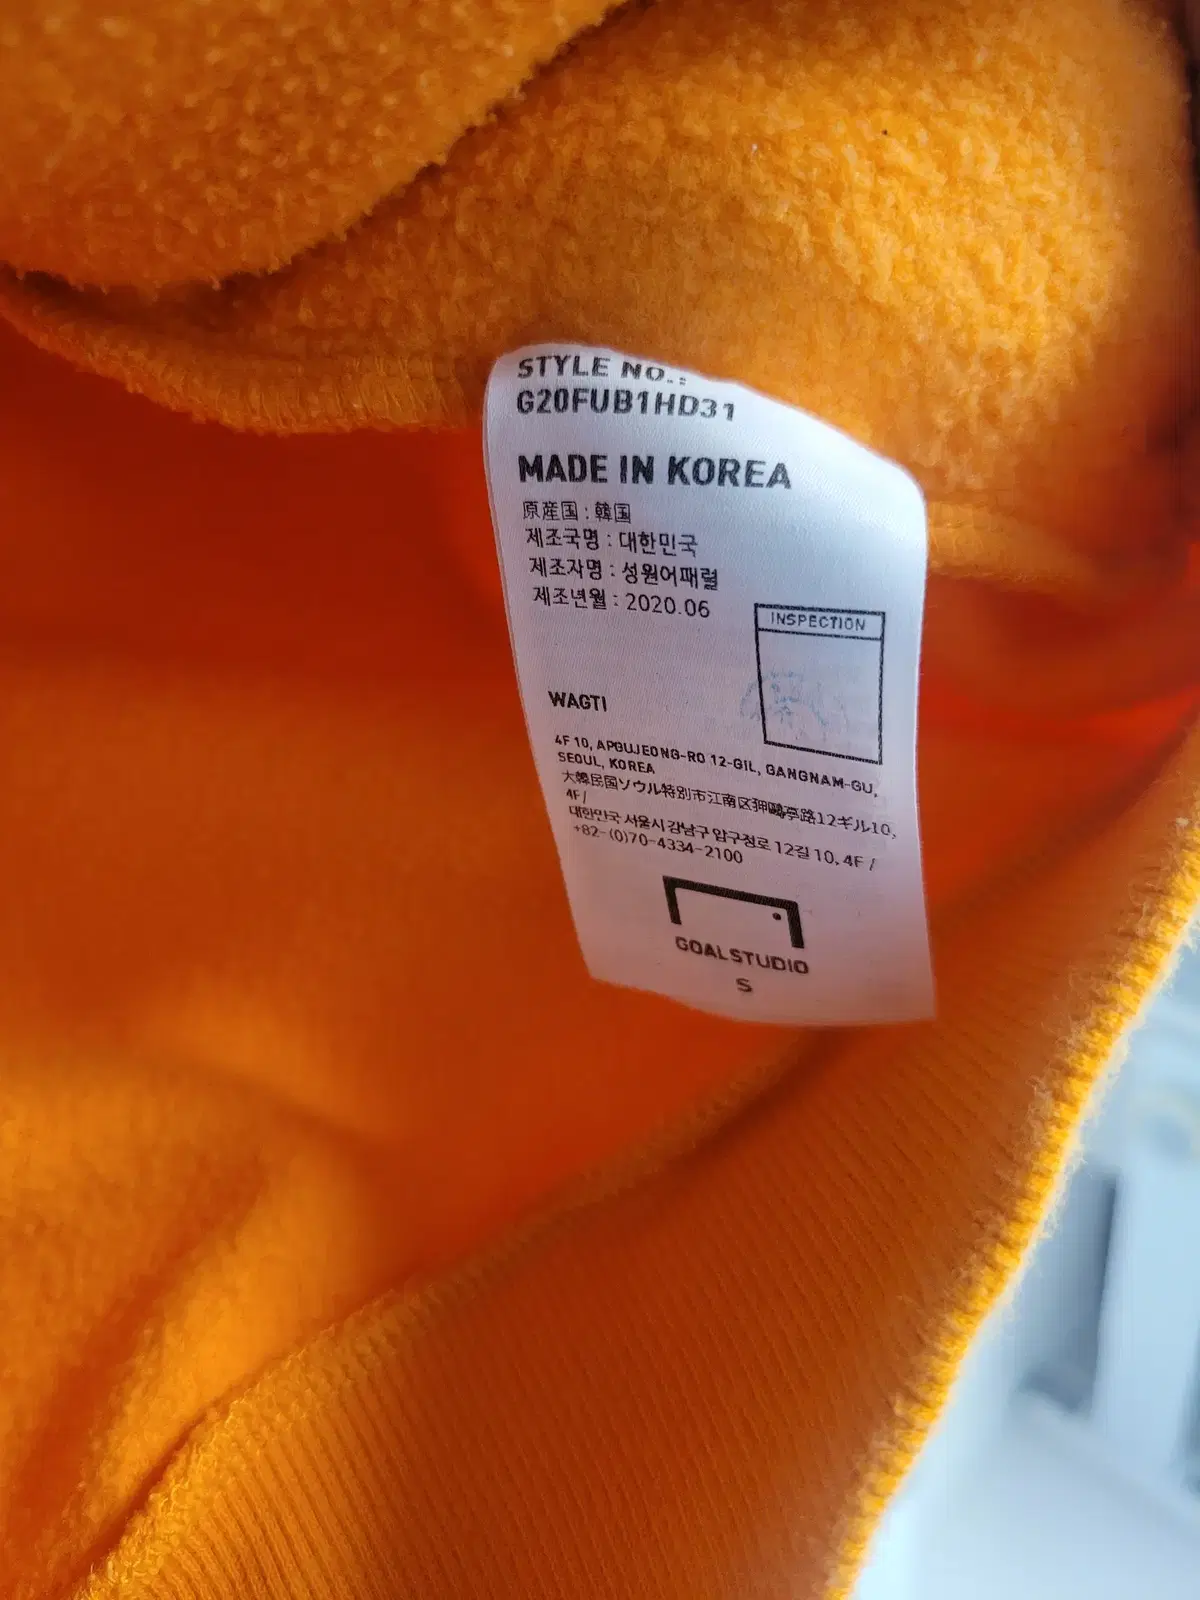 STYLE NO.:
G20FUB1HD31
MADE IN KOREA
原産国 : 韓国
제조국명 : 대한민국
제조자명 : 성원어패럴
제조년월 : 2020.06
INSPECTION
WAGTI
4F 10, APGUJEONG-RO 12-GIL, GANGNAM-GU,
SEOUL, KOREA
大韓民国ソウル特別市江南区狎鷗亭路12ギル10,
4F/
대한민국 서울시 강남구 압구정로 12길 10, 4F /
+82-(0)70-4334-2100
GOALSTUDIO
S